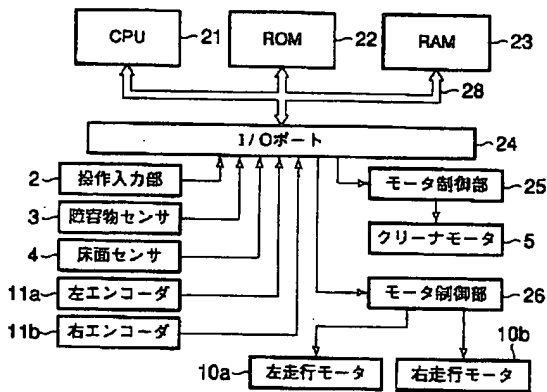 CPU 21 ROM 22 RAM 23
28
I/Oポート 24
2 操作入力部
3 障害物センサ
4 床面センサ
11a 左エンコーダ
11b 右エンコーダ
モータ制御部 25
クリーナモータ 5
モータ制御部 26
10a 左走行モータ
10b 右走行モータ